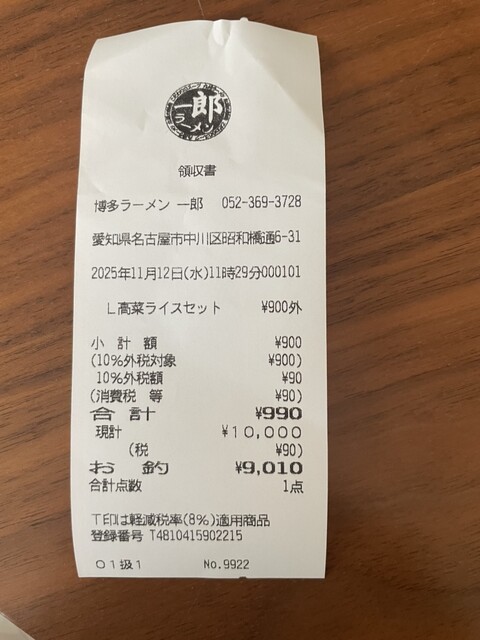 一郎
ラーメン
領収書
博多ラーメン 一郎 052-369-3728
愛知県名古屋市中川区昭和橋通6-31
2025年11月12日(水)11時29分000101
L高菜ライスセット ¥900外
小計額 ¥900
(10%外税対象 ¥900)
10%外税額 ¥90
(消費税 等 ¥90)
合計 ¥990
現計 ¥10,000
(税 ¥90)
お釣 ¥9,010
合計点数 1点
T印は軽減税率(8%)適用商品
登録番号 T4810415902215
01扱1 No.9922